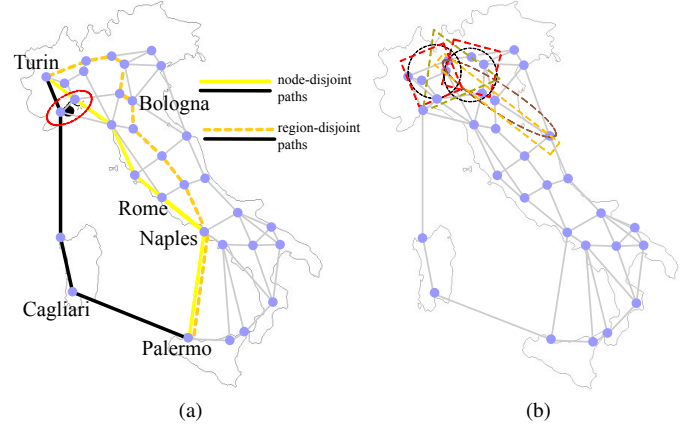 Turin
node-disjoint
paths
Bologna
region-disjoint
paths
Rome
Naples
Cagliari
Palermo
(a)
(b)